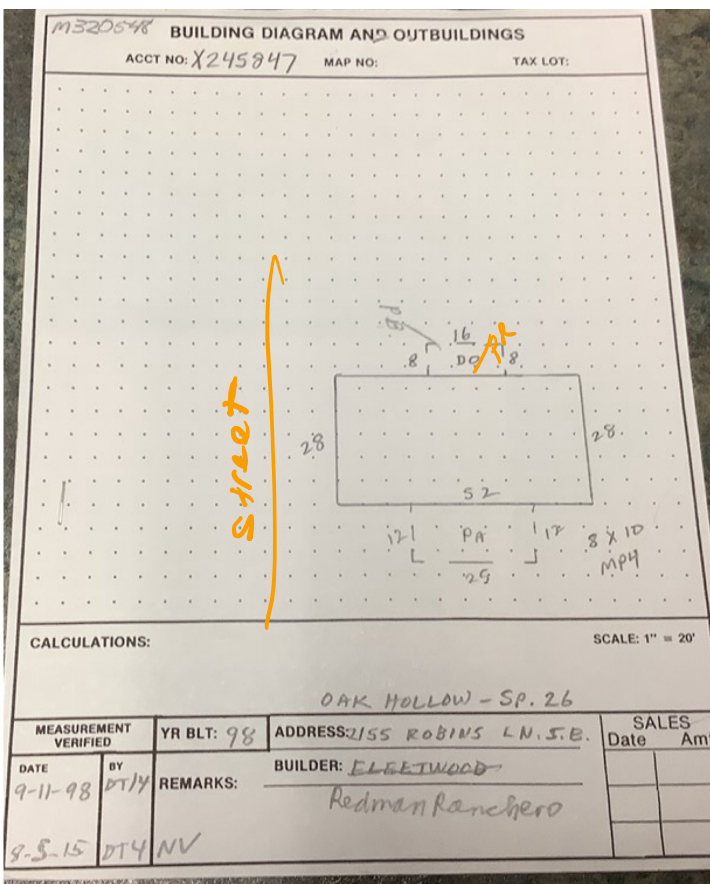 M320548 BUILDING DIAGRAM AND OUTBUILDINGS
ACCT NO: X245847 MAP NO: TAX LOT:
16
8 DO 8
Street
28 28
52
12 PA 12 8 X 10
MP4
CALCULATIONS: SCALE: 1" = 20'
OAK HOLLOW - SP. 26
MEASUREMENT VERIFIED
YR BLT: 98
ADDRESS: 2155 ROBINS LN. S.E.
SALES
Date Am
DATE BY
9-11-98 DT14
REMARKS:
BUILDER: FLEETWOOD
Redman Ranchero
8-5-15 DT4 NV